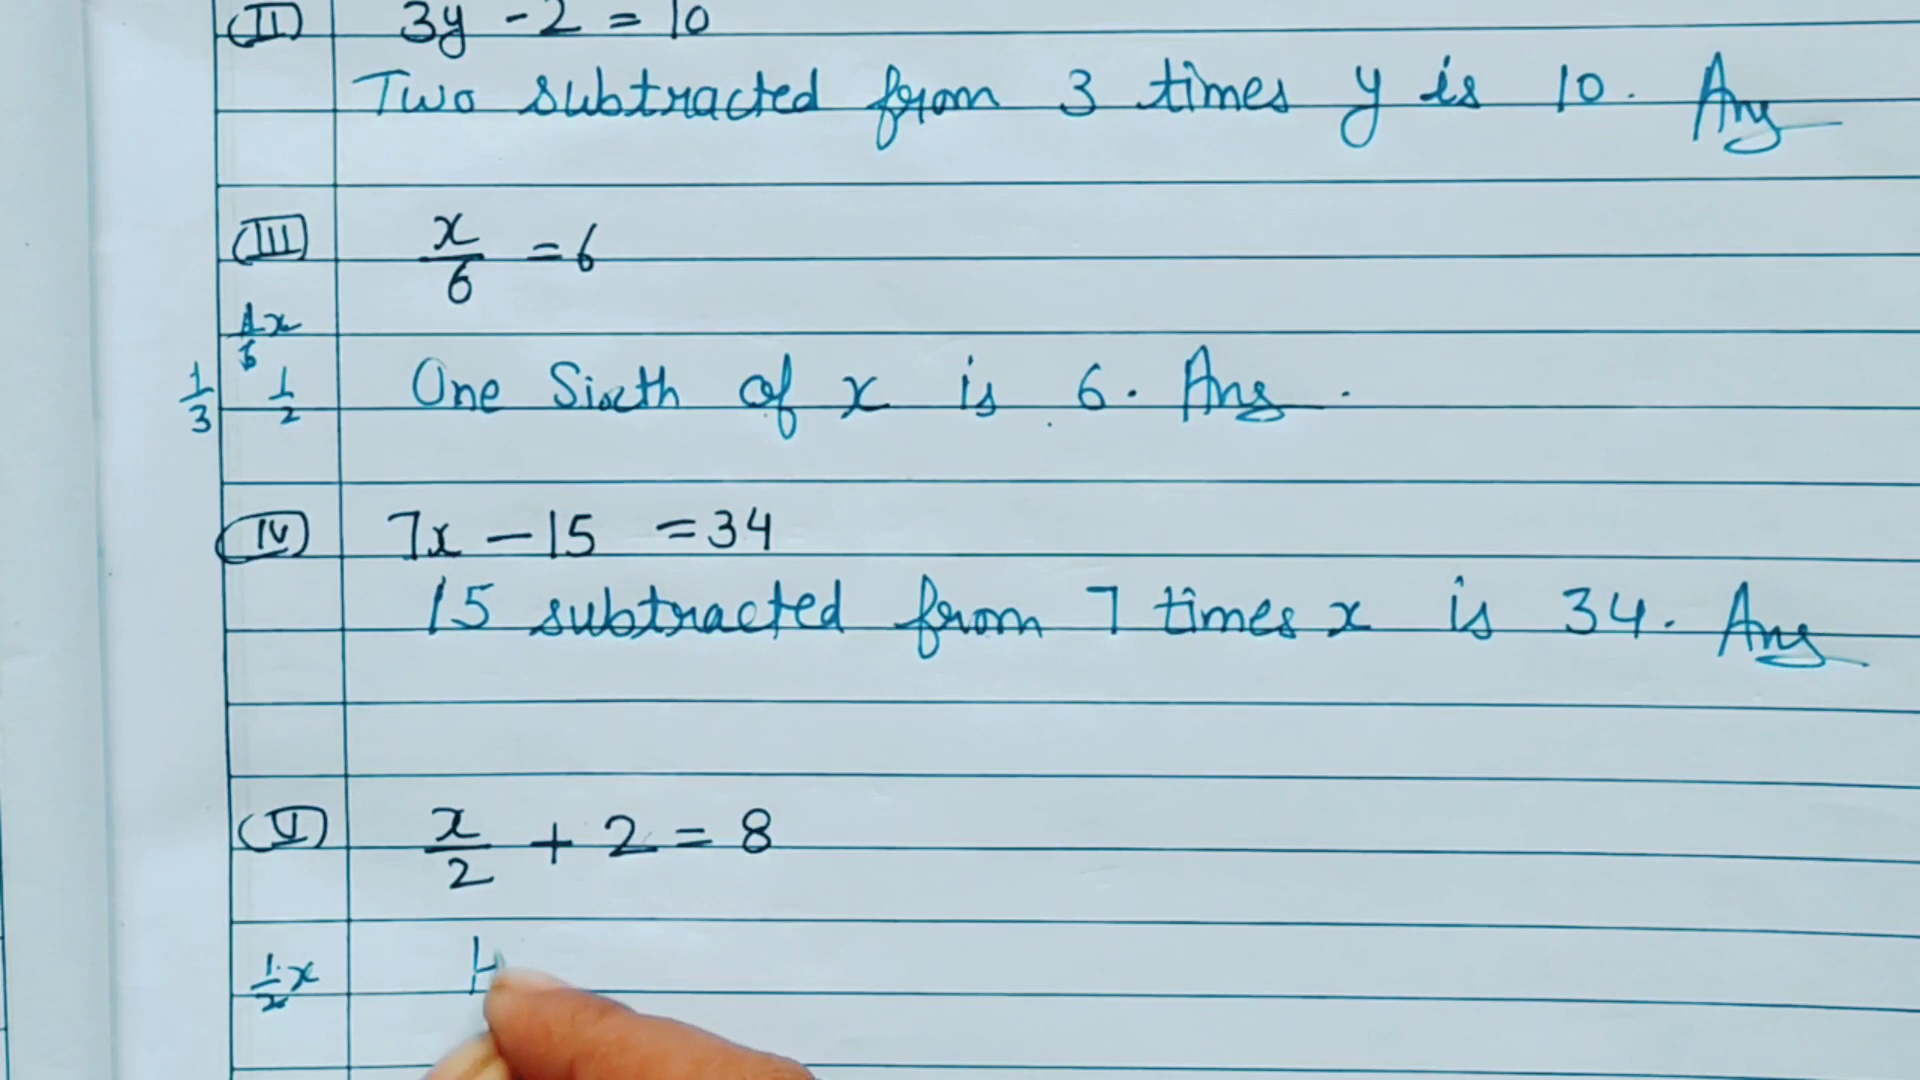 (II) 3y - 2 = 10
Two subtracted from 3 times y is 10. Ans
(III) x/6 = 6
1/6 x
1/3 1/2 One Sixth of x is 6. Ans.
(IV) 7x - 15 = 34
15 subtracted from 7 times x is 34. Ans
(V) x/2 + 2 = 8
1/2 x H